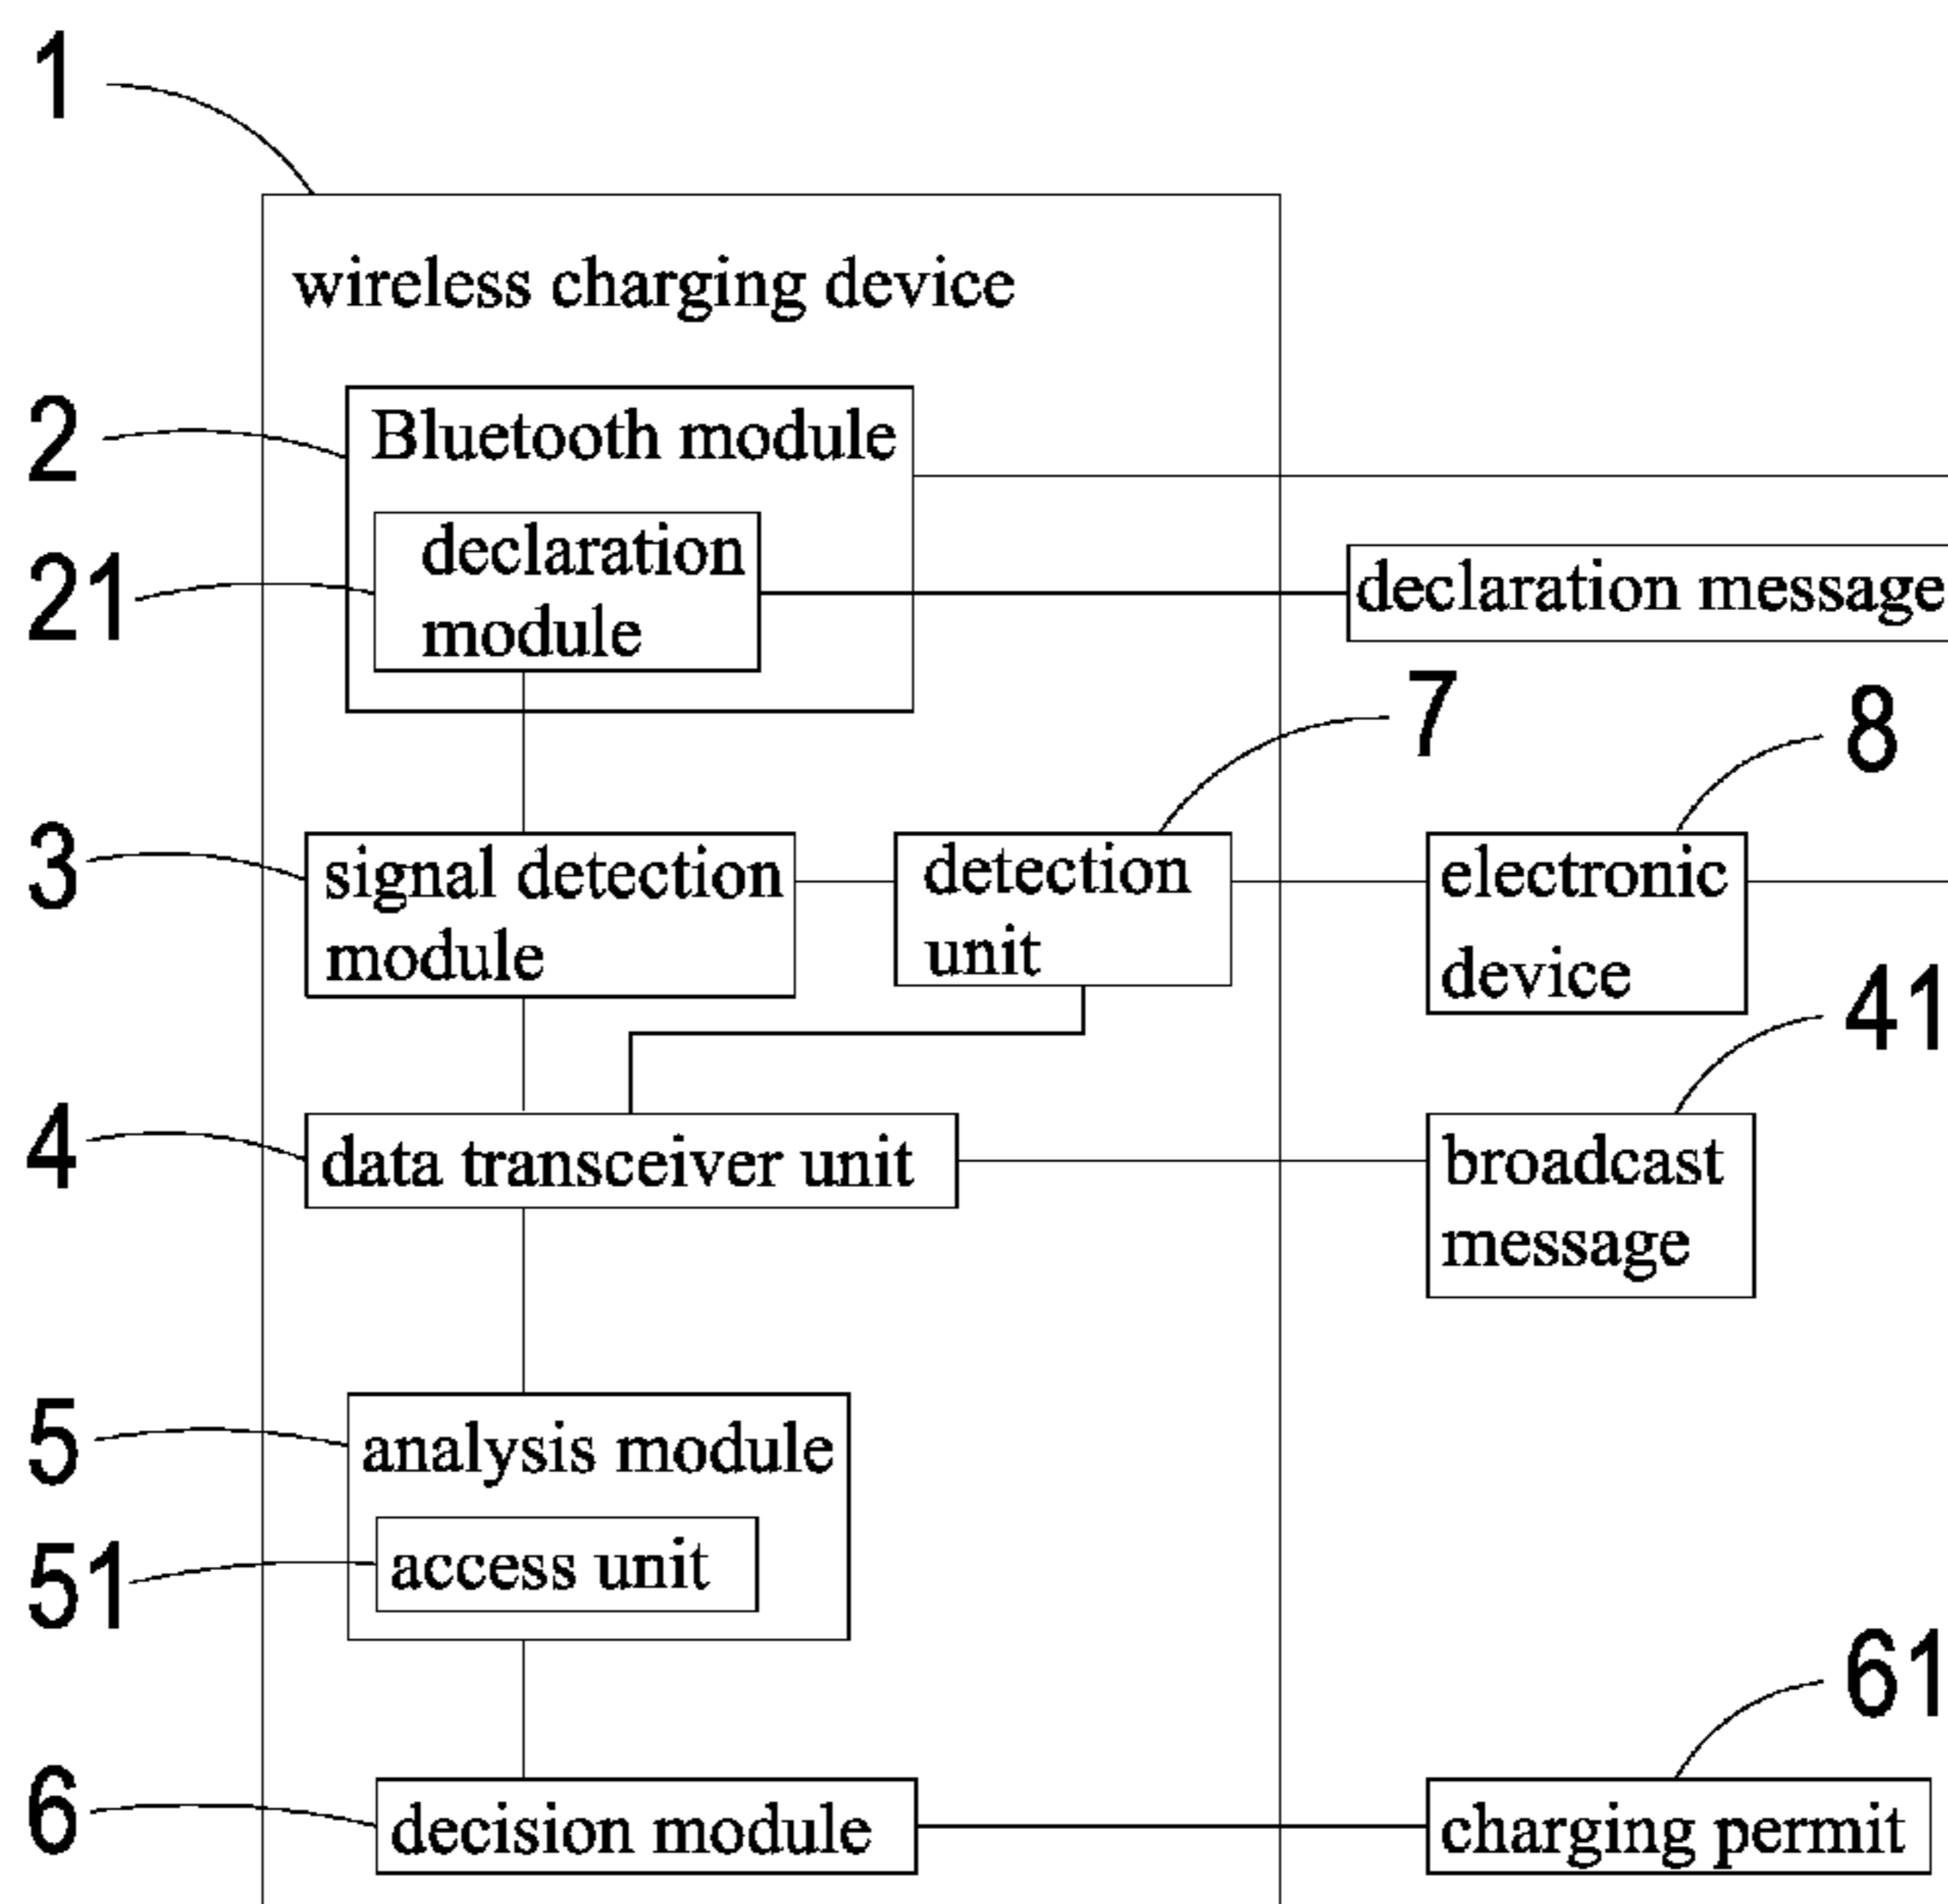 1
wireless charging device
2
Bluetooth module
21
declaration
module
declaration message
7
8
3
signal detection
module
detection
unit
electronic
device
41
4
data transceiver unit
broadcast
message
5
analysis module
51
access unit
61
6
decision module
charging permit